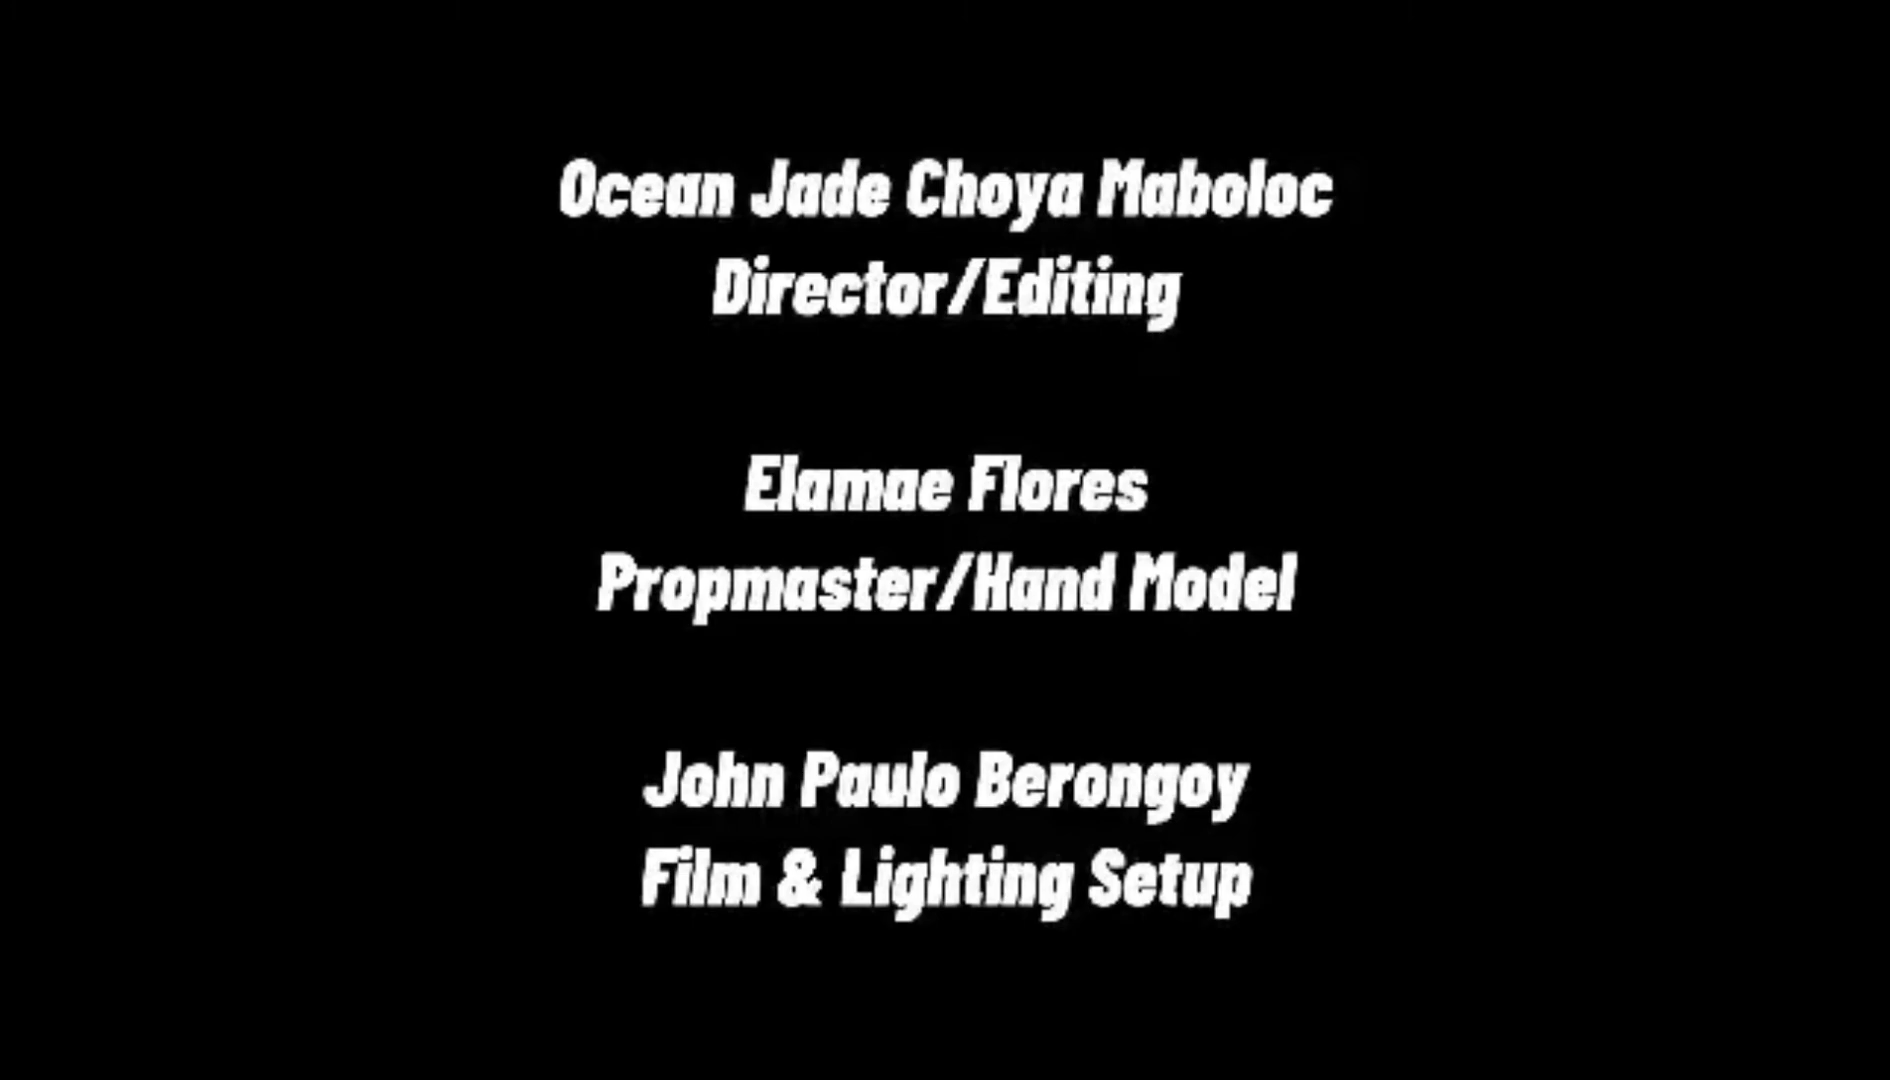 Ocean Jade Choya Maboloc
Director/Editing
Elamae Flores
Propmaster/Hand Model
John Paulo Berongoy
Film & Lighting Setup